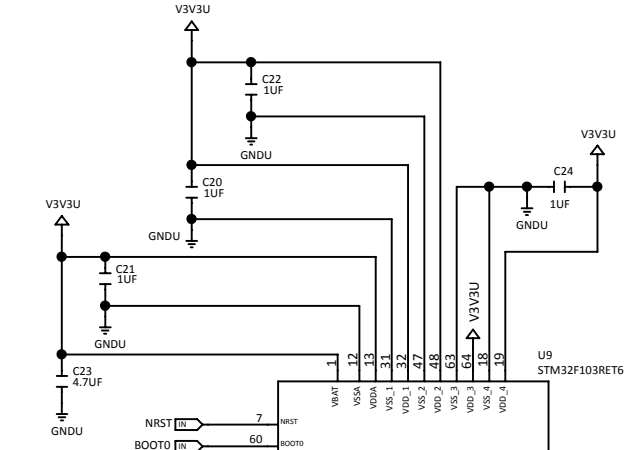 V3V3U
C22
1UF
GNDU
V3V3U
C24
1UF
GNDU
C20
1UF
GNDU
V3V3U
C21
1UF
GNDU
V3V3U
C23
4.7UF
GNDU
1
12
13
31
32
47
48
63
64
18
19
U9
STM32F103RET6
VBAT
VSSA
VDDA
VSS_1
VDD_1
VSS_2
VDD_2
VSS_3
VDD_3
VSS_4
VDD_4
NRST IN 7 NRST
BOOT0 IN 60 BOOT0